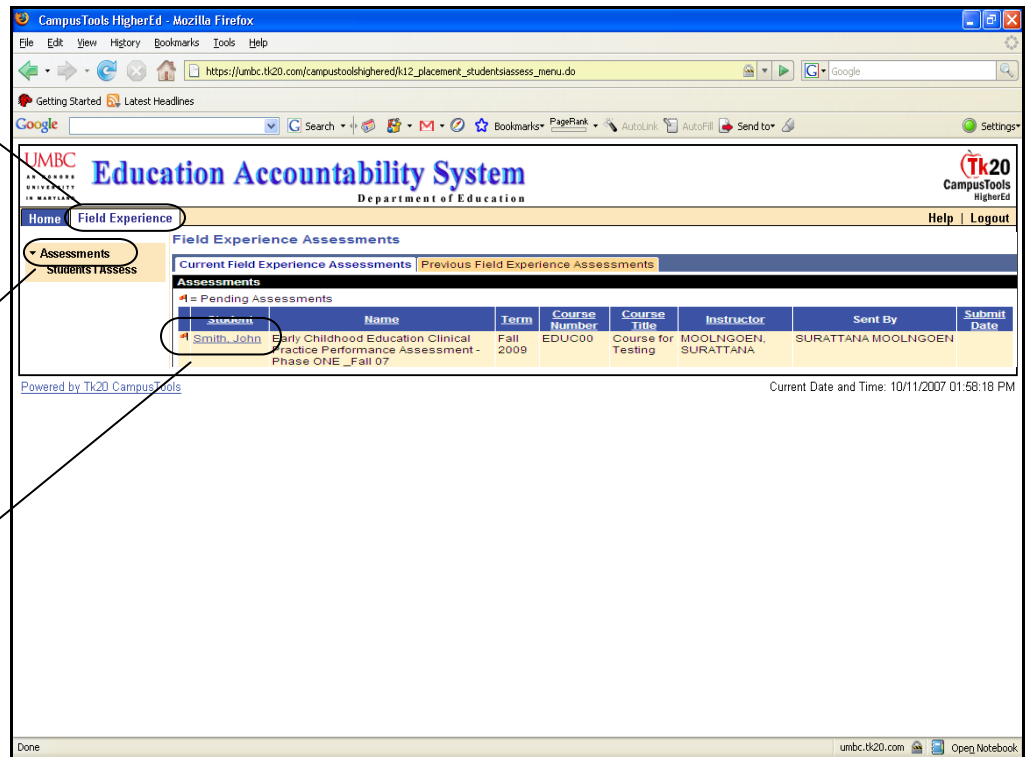 CampusTools HigherEd - Mozilla Firefox
File Edit View History Bookmarks Tools Help
https://umbc.tk20.com/campustoolshighered/k12_placement_studentsiassess_menu.do
G Google
Getting Started Latest Headlines
Google G Search Bookmarks PageRank AutoLink AutoFill Send to Settings
UMBC
AN HONORS
UNIVERSITY
IN MARYLAND
Education Accountability System
Department of Education
Tk20
CampusTools
HigherEd
Home Field Experience Help | Logout
Assessments
Students I Assess
Field Experience Assessments
Current Field Experience Assessments Previous Field Experience Assessments
Assessments
= Pending Assessments
Student Name Term Course Number Course Title Instructor Sent By Submit Date
Smith, John Early Childhood Education Clinical Practice Performance Assessment - Phase ONE _Fall 07 Fall 2009 EDUC00 Course for Testing MOOLNGOEN, SURATTANA SURATTANA MOOLNGOEN
Powered by Tk20 CampusTools Current Date and Time: 10/11/2007 01:58:18 PM
Done umbc.tk20.com Open Notebook